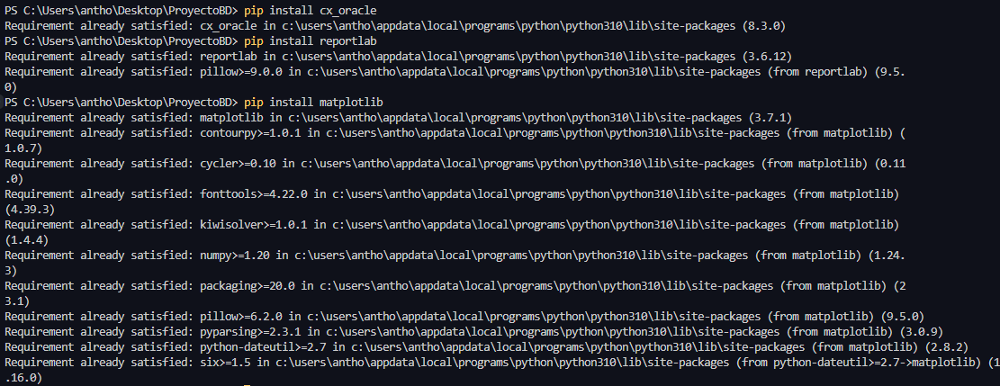 PS C:\Users\antho\Desktop\ProyectoBD> pip install cx_oracle
Requirement already satisfied: cx_oracle in c:\users\antho\appdata\local\programs\python\python310\lib\site-packages (8.3.0)
PS C:\Users\antho\Desktop\ProyectoBD> pip install reportlab
Requirement already satisfied: reportlab in c:\users\antho\appdata\local\programs\python\python310\lib\site-packages (3.6.12)
Requirement already satisfied: pillow>=9.0.0 in c:\users\antho\appdata\local\programs\python\python310\lib\site-packages (from reportlab) (9.5.
0)
PS C:\Users\antho\Desktop\ProyectoBD> pip install matplotlib
Requirement already satisfied: matplotlib in c:\users\antho\appdata\local\programs\python\python310\lib\site-packages (3.7.1)
Requirement already satisfied: contourpy>=1.0.1 in c:\users\antho\appdata\local\programs\python\python310\lib\site-packages (from matplotlib) (
1.0.7)
Requirement already satisfied: cycler>=0.10 in c:\users\antho\appdata\local\programs\python\python310\lib\site-packages (from matplotlib) (0.11
.0)
Requirement already satisfied: fonttools>=4.22.0 in c:\users\antho\appdata\local\programs\python\python310\lib\site-packages (from matplotlib)
(4.39.3)
Requirement already satisfied: kiwisolver>=1.0.1 in c:\users\antho\appdata\local\programs\python\python310\lib\site-packages (from matplotlib)
(1.4.4)
Requirement already satisfied: numpy>=1.20 in c:\users\antho\appdata\local\programs\python\python310\lib\site-packages (from matplotlib) (1.24.
3)
Requirement already satisfied: packaging>=20.0 in c:\users\antho\appdata\local\programs\python\python310\lib\site-packages (from matplotlib) (2
3.1)
Requirement already satisfied: pillow>=6.2.0 in c:\users\antho\appdata\local\programs\python\python310\lib\site-packages (from matplotlib) (9.5.0)
Requirement already satisfied: pyparsing>=2.3.1 in c:\users\antho\appdata\local\programs\python\python310\lib\site-packages (from matplotlib) (3.0.9)
Requirement already satisfied: python-dateutil>=2.7 in c:\users\antho\appdata\local\programs\python\python310\lib\site-packages (from matplotlib) (2.8.2)
Requirement already satisfied: six>=1.5 in c:\users\antho\appdata\local\programs\python\python310\lib\site-packages (from python-dateutil>=2.7->matplotlib) (1
.16.0)